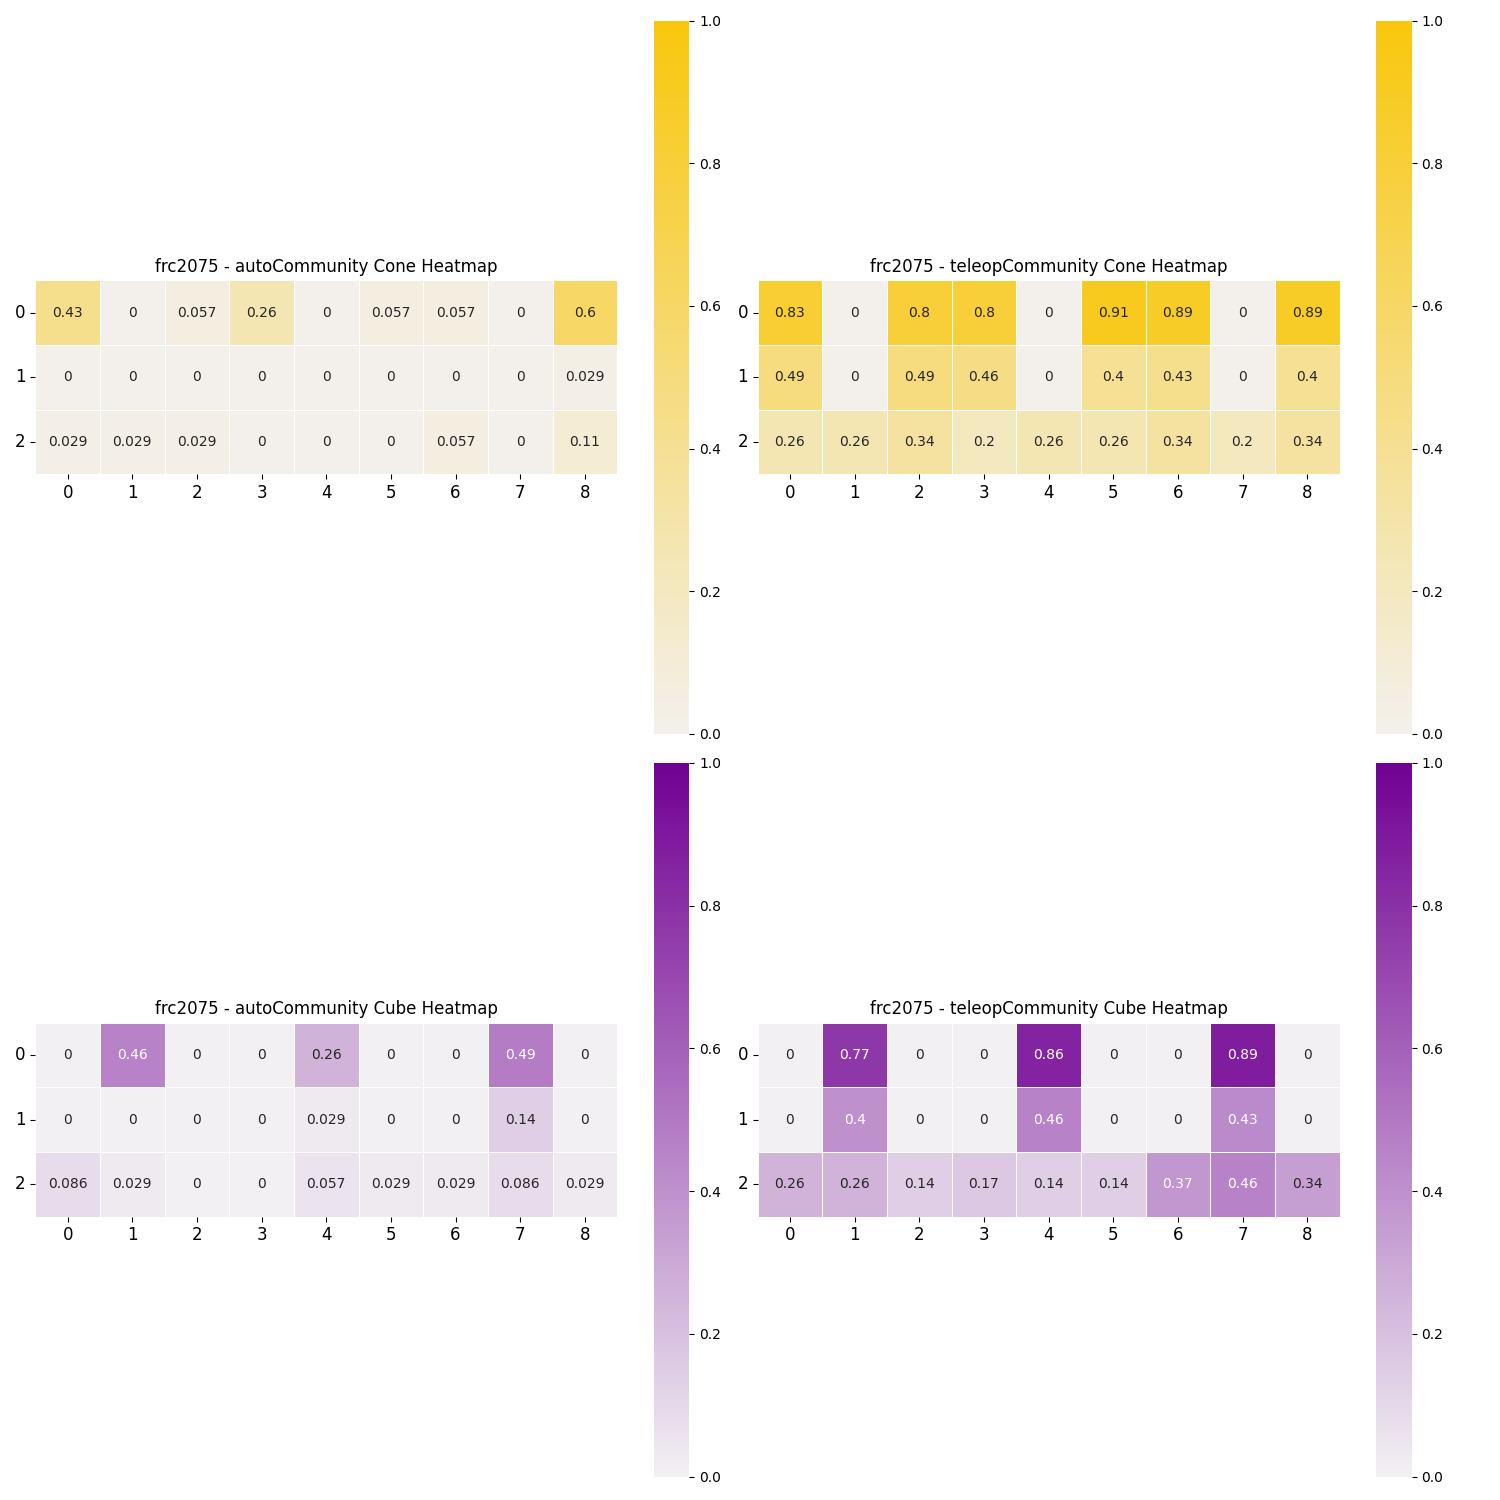 frc2075 - autoCommunity Cone Heatmap
0 0.43 0 0.057 0.26 0 0.057 0.057 0 0.6
1 0 0 0 0 0 0 0 0 0.029
2 0.029 0.029 0.029 0 0 0 0.057 0 0.11
0 1 2 3 4 5 6 7 8
1.0
0.8
0.6
0.4
0.2
0.0
frc2075 - teleopCommunity Cone Heatmap
0 0.83 0 0.8 0.8 0 0.91 0.89 0 0.89
1 0.49 0 0.49 0.46 0 0.4 0.43 0 0.4
2 0.26 0.26 0.34 0.2 0.26 0.26 0.34 0.2 0.34
0 1 2 3 4 5 6 7 8
1.0
0.8
0.6
0.4
0.2
0.0
frc2075 - autoCommunity Cube Heatmap
0 0 0.46 0 0 0.26 0 0 0.49 0
1 0 0 0 0 0.029 0 0 0.14 0
2 0.086 0.029 0 0 0.057 0.029 0.029 0.086 0.029
0 1 2 3 4 5 6 7 8
1.0
0.8
0.6
0.4
0.2
0.0
frc2075 - teleopCommunity Cube Heatmap
0 0 0.77 0 0 0.86 0 0 0.89 0
1 0 0.4 0 0 0.46 0 0 0.43 0
2 0.26 0.26 0.14 0.17 0.14 0.14 0.37 0.46 0.34
0 1 2 3 4 5 6 7 8
1.0
0.8
0.6
0.4
0.2
0.0